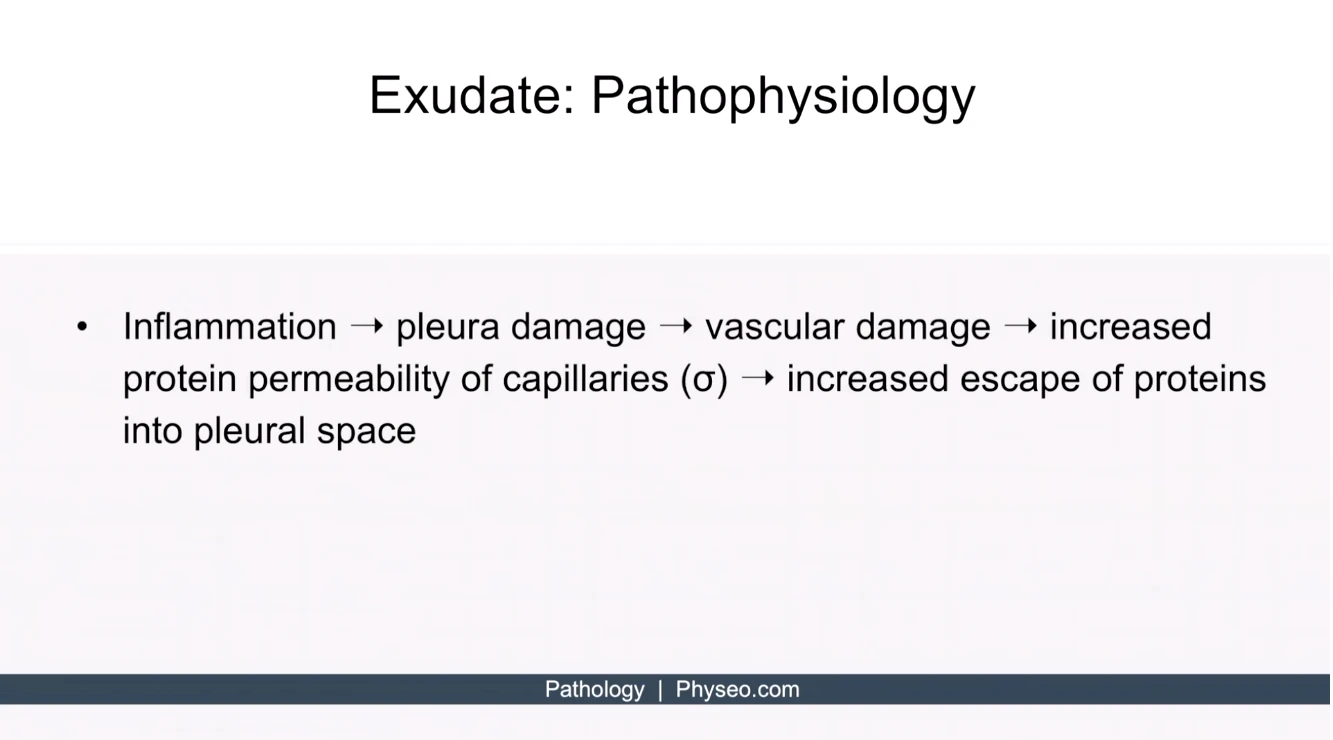 Exudate: Pathophysiology
• Inflammation → pleura damage → vascular damage → increased
protein permeability of capillaries (σ) → increased escape of proteins
into pleural space
Pathology | Physeo.com